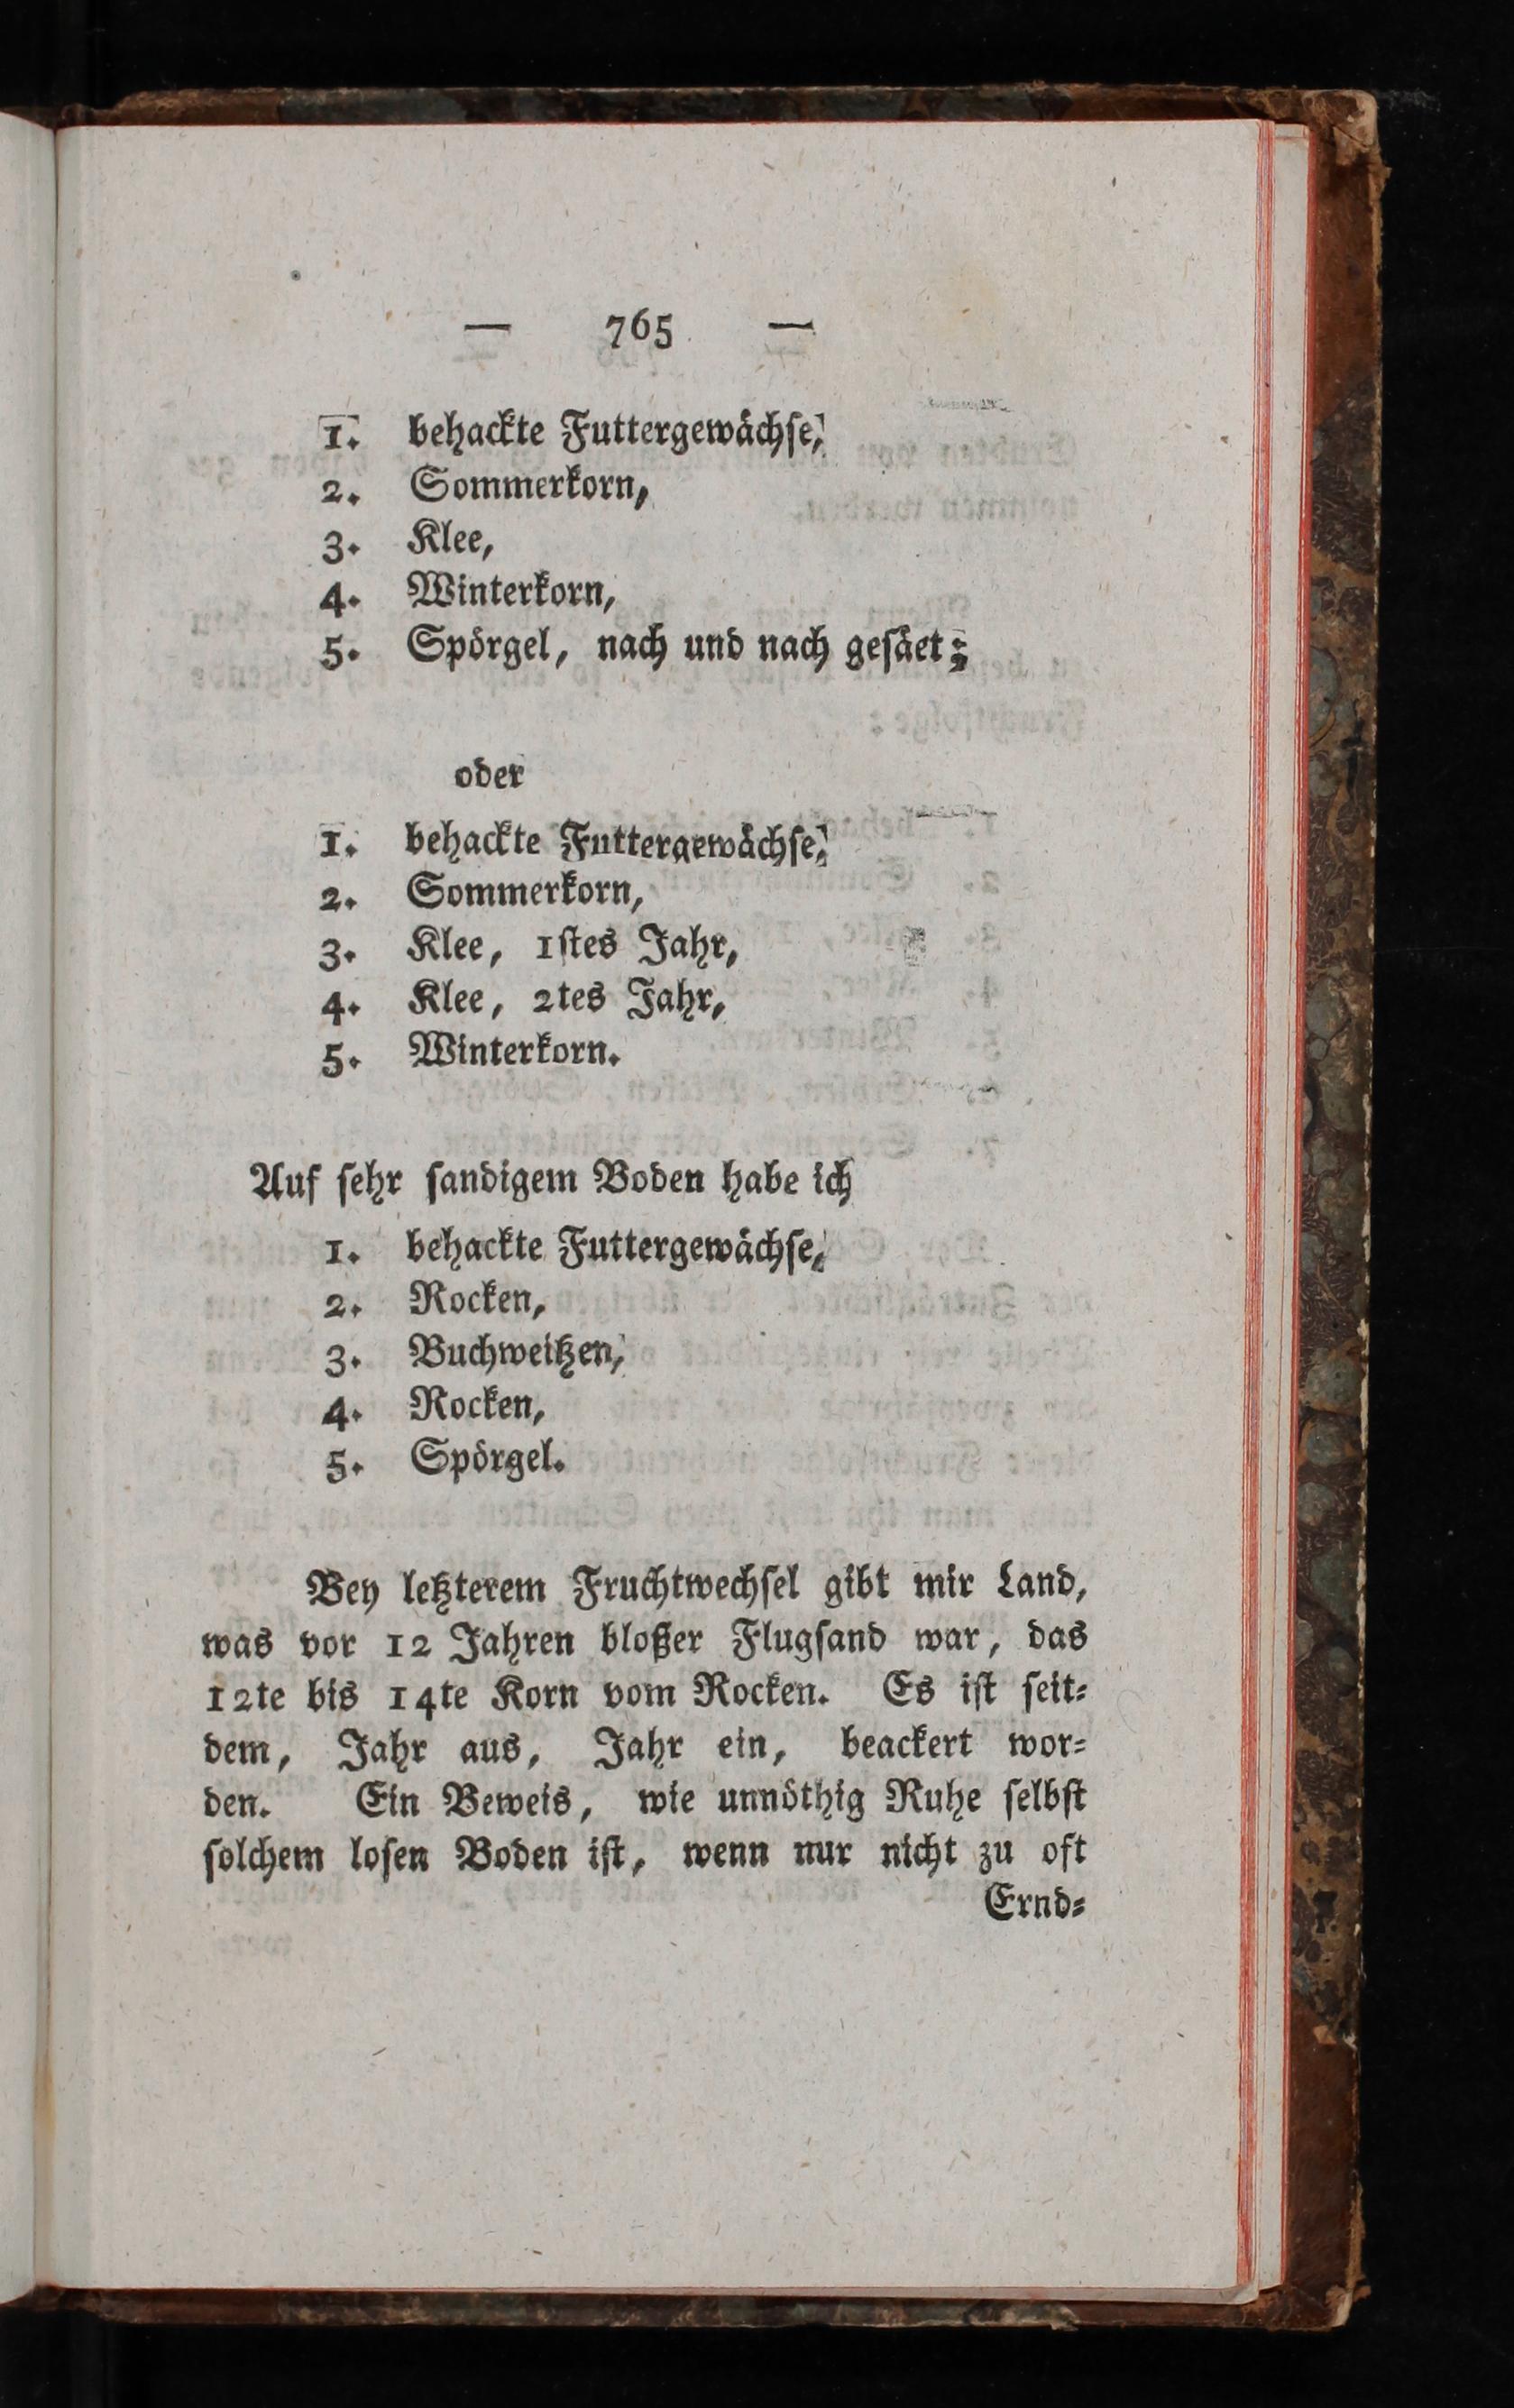 — 765 —
1. behackte Futtergewächse,
2. Sommerkorn,
3. Klee,
4. Winterkorn,
5. Spörgel, nach und nach gesäet;
oder
1. behackte Futtergewächse,
2. Sommerkorn,
3. Klee, 1stes Jahr,
4. Klee, 2tes Jahr,
5. Winterkorn.
Auf sehr sandigem Boden habe ich
1. behackte Futtergewächse,
2. Rocken,
3. Buchweitzen,
4. Rocken,
5. Spörgel.
Bey letzterem Fruchtwechsel gibt mir Land,
was vor 12 Jahren bloßer Flugsand war, das
12te bis 14te Korn vom Rocken. Es ist seit-
dem, Jahr aus, Jahr ein, beackert wor-
den. Ein Beweis, wie unnöthig Ruhe selbst
solchem losen Boden ist, wenn nur nicht zu oft
Ernd-